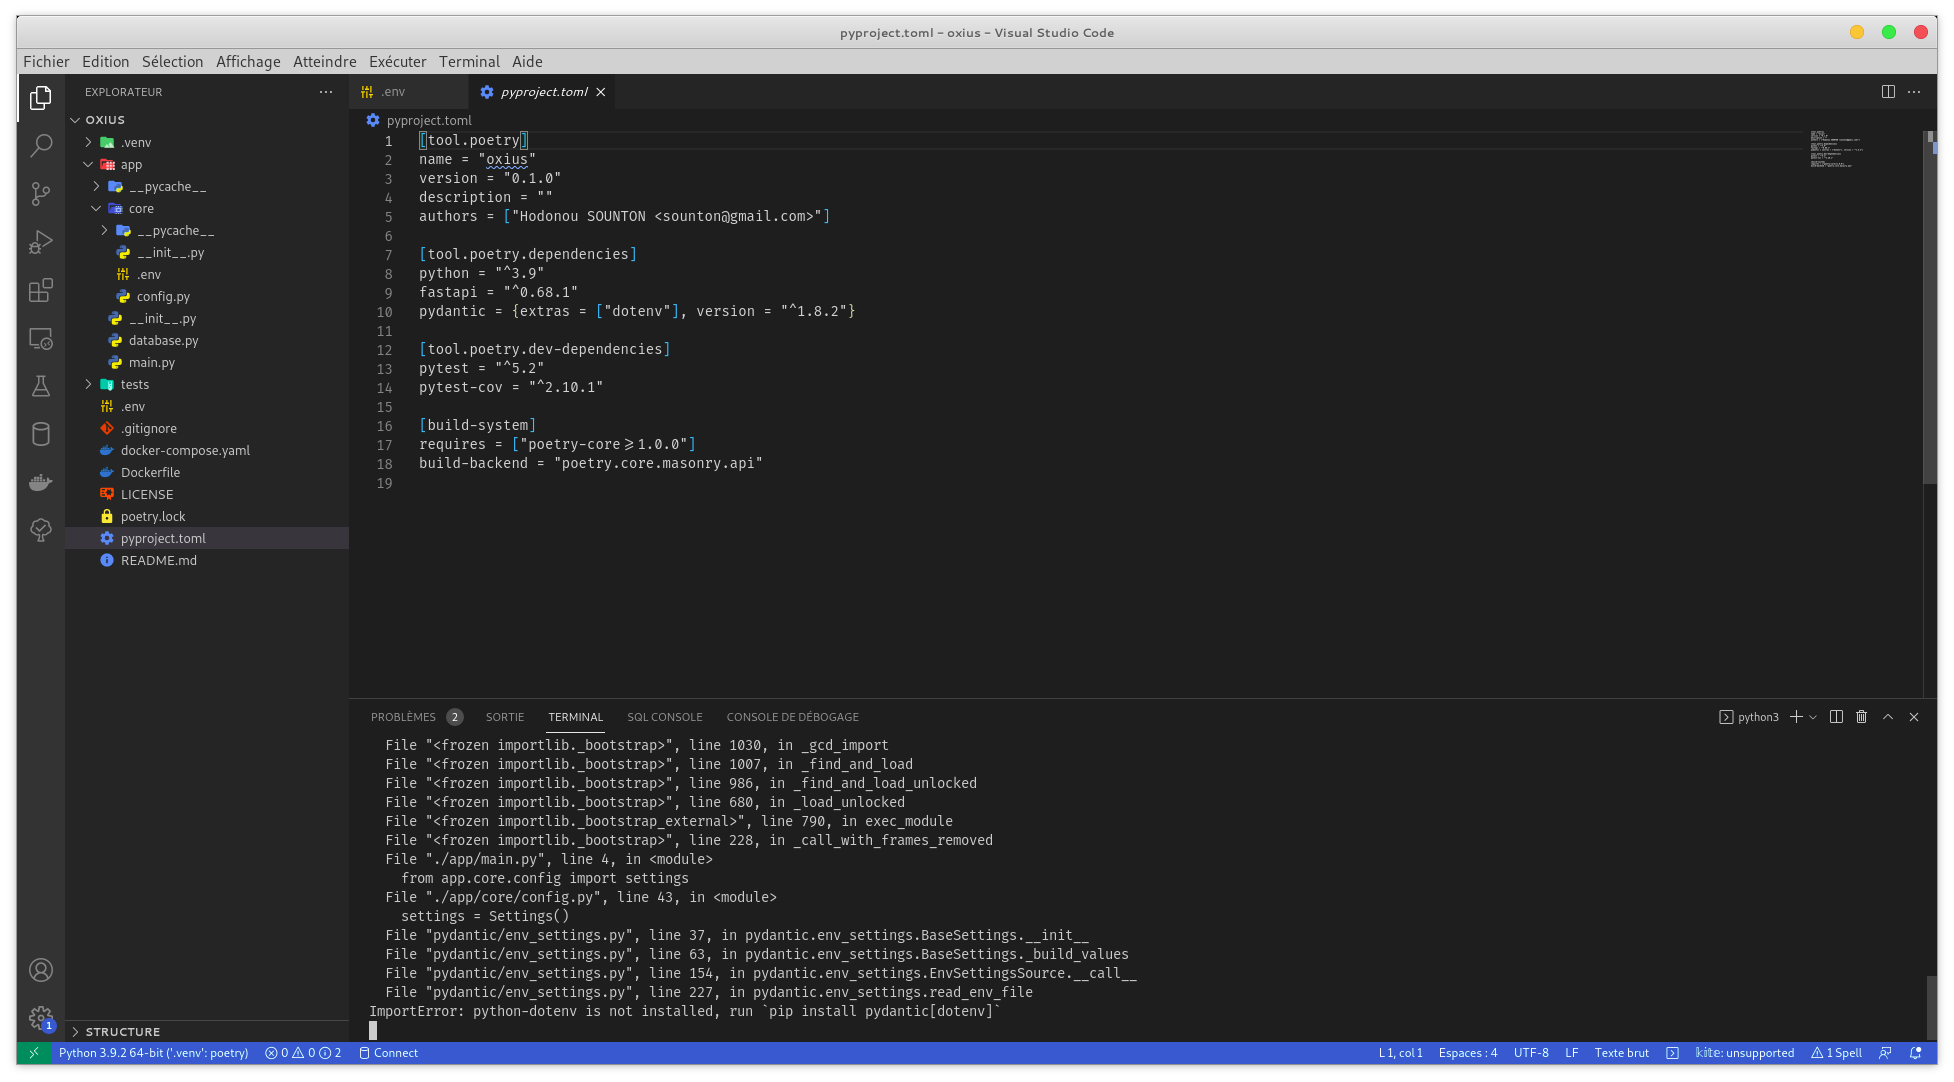 pyproject.toml - oxius - Visual Studio Code
Fichier Edition Sélection Affichage Atteindre Exécuter Terminal Aide
EXPLORATEUR
OXIUS
.venv
app
__pycache__
core
__pycache__
__init__.py
.env
config.py
__init__.py
database.py
main.py
tests
.env
.gitignore
docker-compose.yaml
Dockerfile
LICENSE
poetry.lock
pyproject.toml
README.md
STRUCTURE
.env pyproject.toml
pyproject.toml
1 [tool.poetry]
2 name = "oxius"
3 version = "0.1.0"
4 description = ""
5 authors = ["Hodonou SOUNTON <sounton@gmail.com>"]
6
7 [tool.poetry.dependencies]
8 python = "^3.9"
9 fastapi = "^0.68.1"
10 pydantic = {extras = ["dotenv"], version = "^1.8.2"}
11
12 [tool.poetry.dev-dependencies]
13 pytest = "^5.2"
14 pytest-cov = "^2.10.1"
15
16 [build-system]
17 requires = ["poetry-core>=1.0.0"]
18 build-backend = "poetry.core.masonry.api"
19
PROBLÈMES 2 SORTIE TERMINAL SQL CONSOLE CONSOLE DE DÉBOGAGE python3
File "<frozen importlib._bootstrap>", line 1030, in _gcd_import
File "<frozen importlib._bootstrap>", line 1007, in _find_and_load
File "<frozen importlib._bootstrap>", line 986, in _find_and_load_unlocked
File "<frozen importlib._bootstrap>", line 680, in _load_unlocked
File "<frozen importlib._bootstrap_external>", line 790, in exec_module
File "<frozen importlib._bootstrap>", line 228, in _call_with_frames_removed
File "./app/main.py", line 4, in <module>
from app.core.config import settings
File "./app/core/config.py", line 43, in <module>
settings = Settings()
File "pydantic/env_settings.py", line 37, in pydantic.env_settings.BaseSettings.__init__
File "pydantic/env_settings.py", line 63, in pydantic.env_settings.BaseSettings._build_values
File "pydantic/env_settings.py", line 154, in pydantic.env_settings.EnvSettingsSource.__call__
File "pydantic/env_settings.py", line 227, in pydantic.env_settings.read_env_file
ImportError: python-dotenv is not installed, run `pip install pydantic[dotenv]`
1
Python 3.9.2 64-bit ('.venv': poetry) 0 0 2 Connect L 1, col 1 Espaces : 4 UTF-8 LF Texte brut kite: unsupported 1 Spell